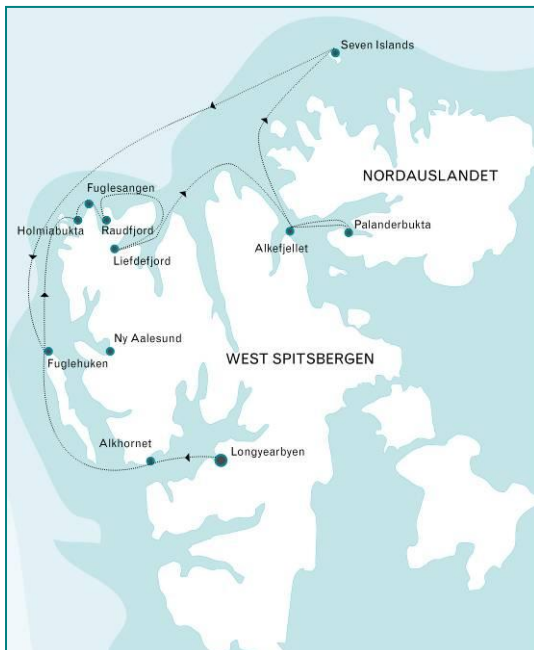 Seven Islands
Fuglesangen
NORDAUSLANDET
Holmiabukta
Raudfjord
Palanderbukta
Alkefjellet
Liefdefjord
Ny Aalesund
WEST SPITSBERGEN
Fuglehuken
Alkhornet
Longyearbyen